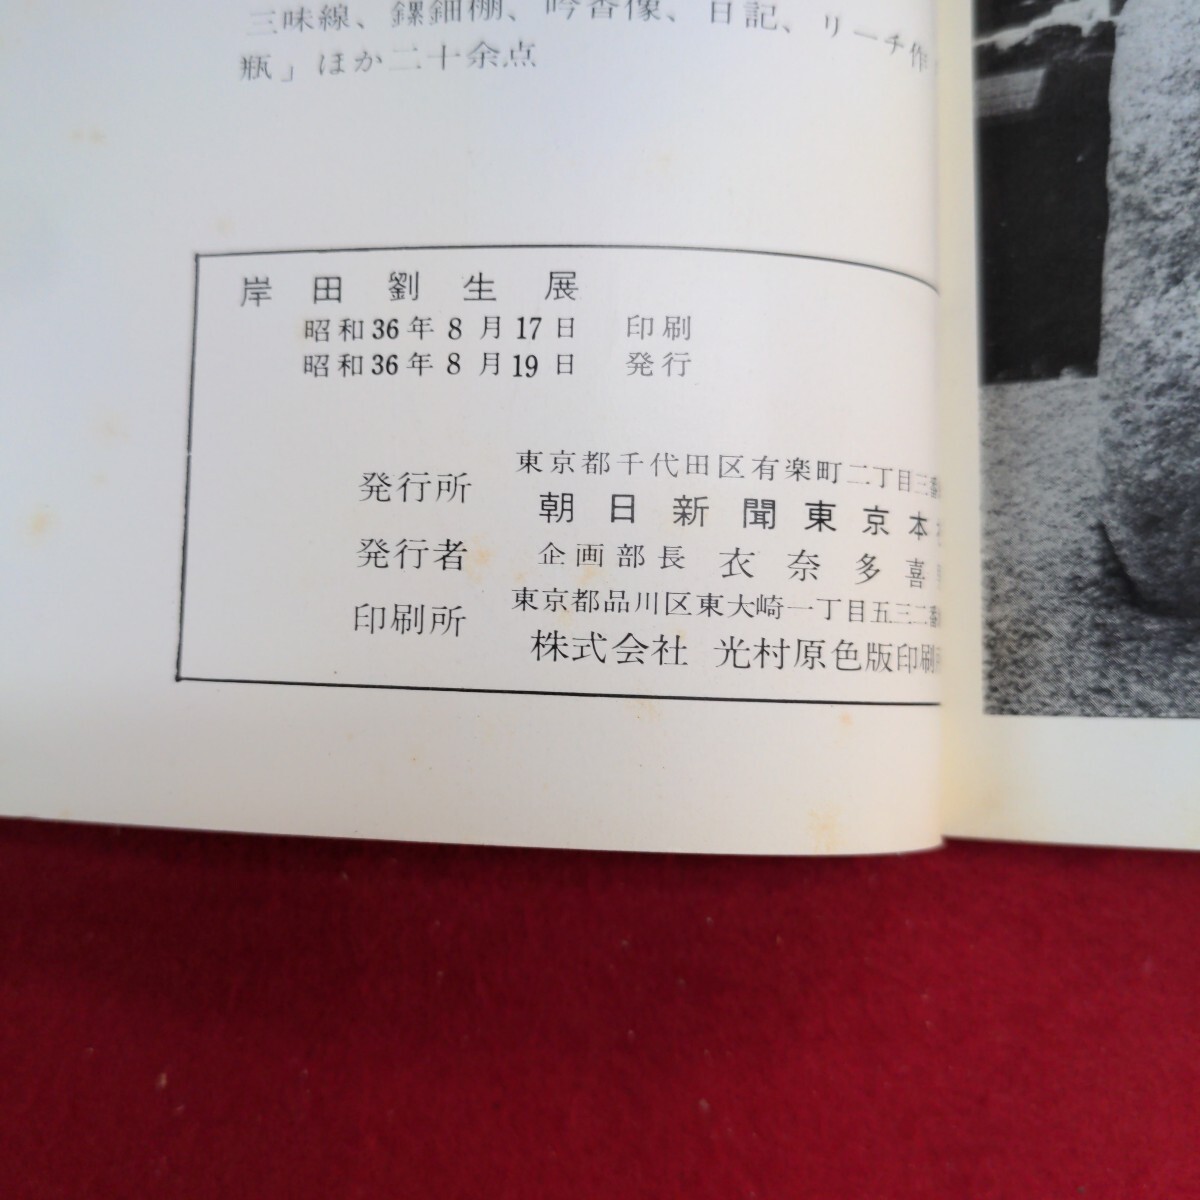 三味線、鏍鈿棚、吟香像、日記、リーチ作
瓶」ほか二十余点
岸田劉生展
昭和36年8月17日 印刷
昭和36年8月19日 発行
東京都千代田区有楽町二丁目三番
発行所 朝日新聞東京本
発行者 企画部長 衣奈多喜
東京都品川区東大崎一丁目五三二番
印刷所 株式会社 光村原色版印刷